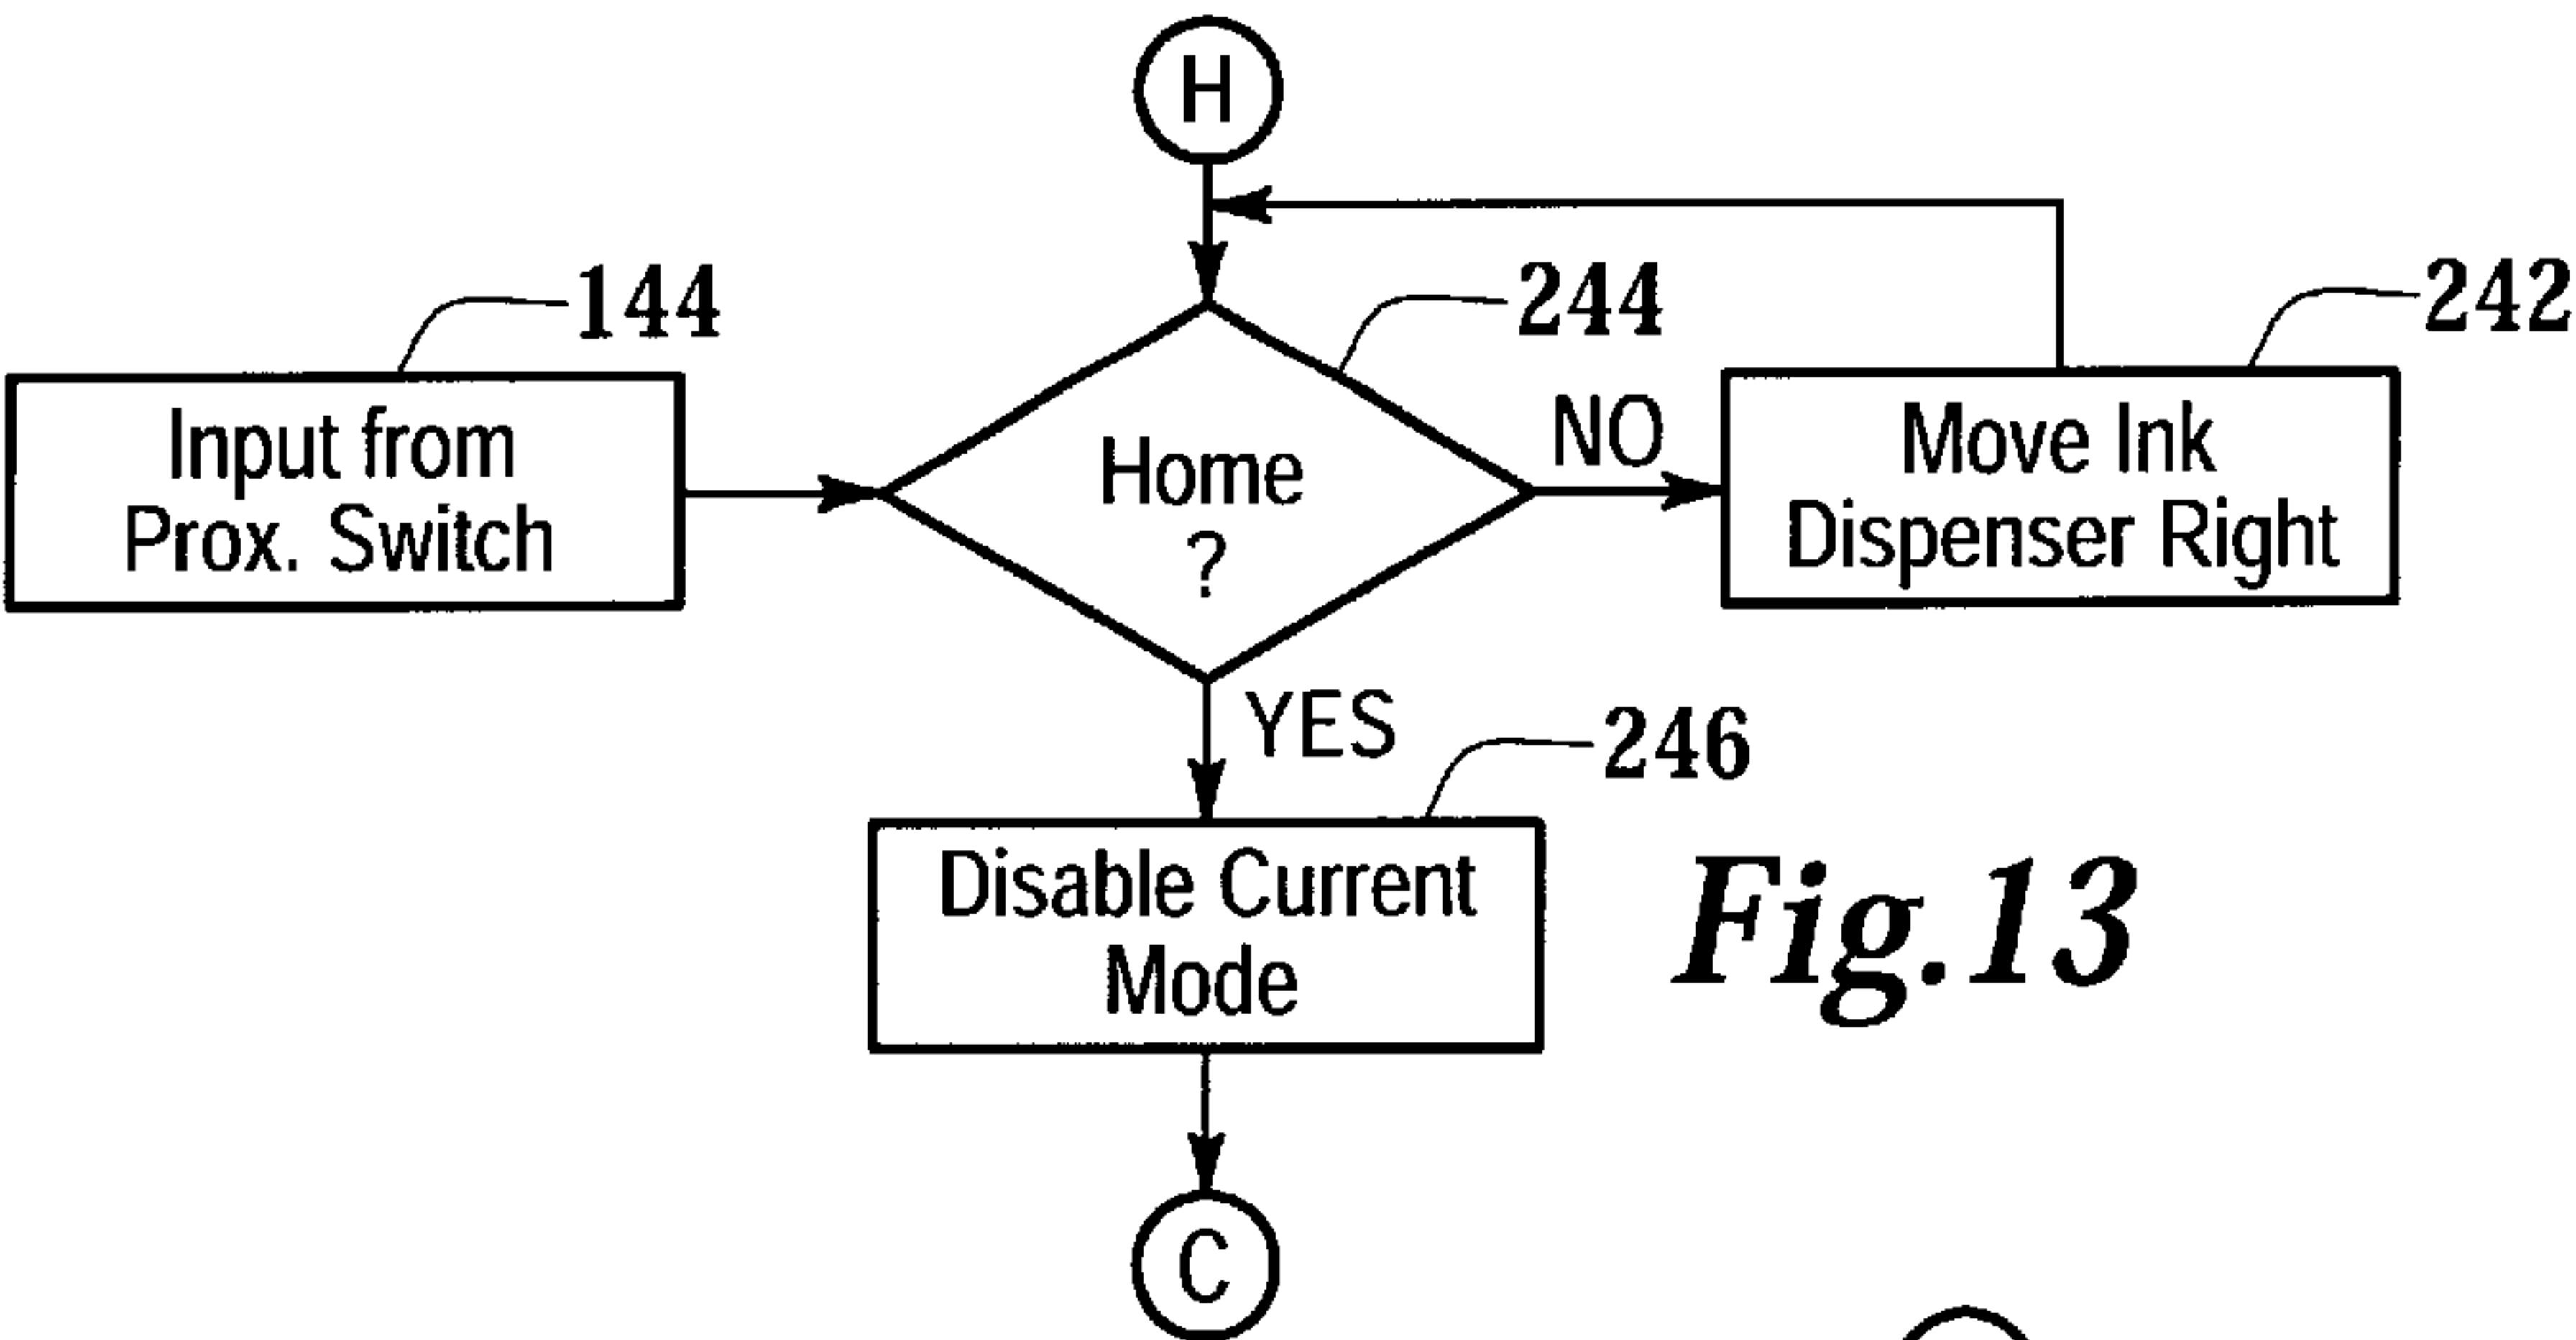 H
144
244
242
Input from
Prox. Switch
Home
?
NO
Move Ink
Dispenser Right
YES
246
Disable Current
Mode
Fig.13
C